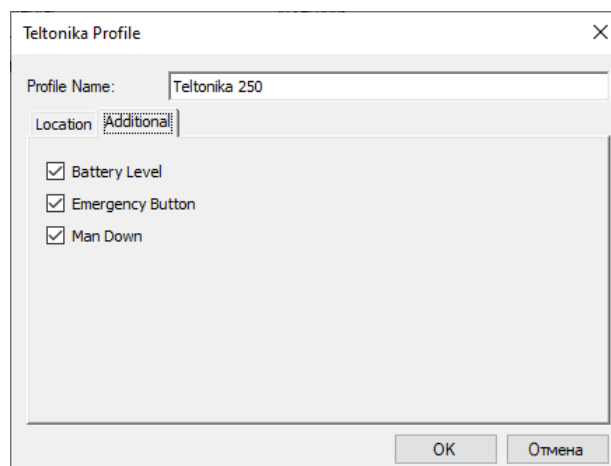 Teltonika Profile
Profile Name: Teltonika 250
Location Additional
Battery Level
Emergency Button
Man Down
OK Отмена